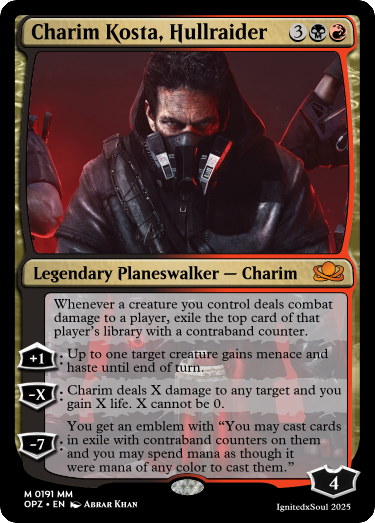 Charim Kosta, Hullraider 3
Legendary Planeswalker — Charim
Whenever a creature you control deals combat
damage to a player, exile the top card of that
player's library with a contraband counter.
+1 : Up to one target creature gains menace and
haste until end of turn.
-X : Charim deals X damage to any target and you
gain X life. X cannot be 0.
-7 : You get an emblem with “You may cast cards
in exile with contraband counters on them
and you may spend mana as though it
were mana of any color to cast them.”
4
M 0191 MM
OPZ • EN Abrar Khan
IgnitedxSoul 2025